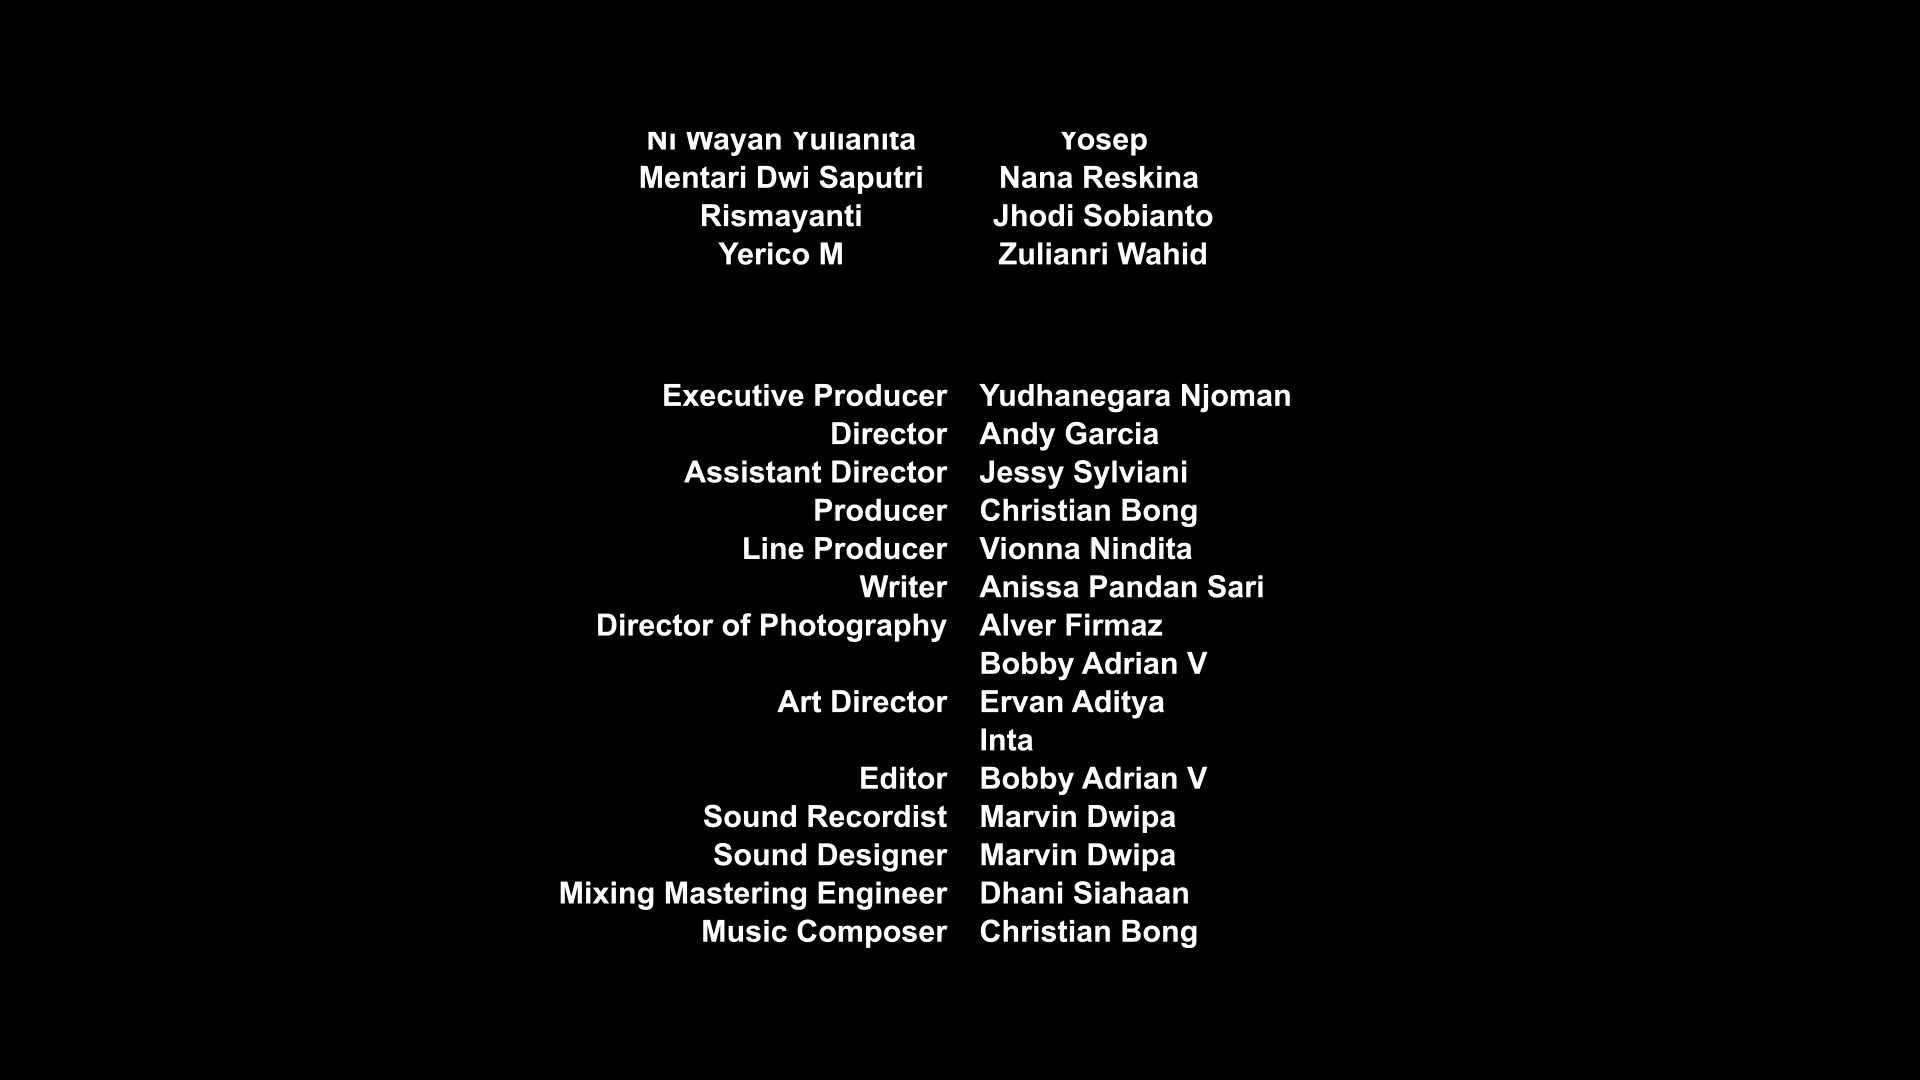 Ni Wayan Yulianita Yosep
Mentari Dwi Saputri Nana Reskina
Rismayanti Jhodi Sobianto
Yerico M Zulianri Wahid
Executive Producer Yudhanegara Njoman
Director Andy Garcia
Assistant Director Jessy Sylviani
Producer Christian Bong
Line Producer Vionna Nindita
Writer Anissa Pandan Sari
Director of Photography Alver Firmaz
Bobby Adrian V
Art Director Ervan Aditya
Inta
Editor Bobby Adrian V
Sound Recordist Marvin Dwipa
Sound Designer Marvin Dwipa
Mixing Mastering Engineer Dhani Siahaan
Music Composer Christian Bong